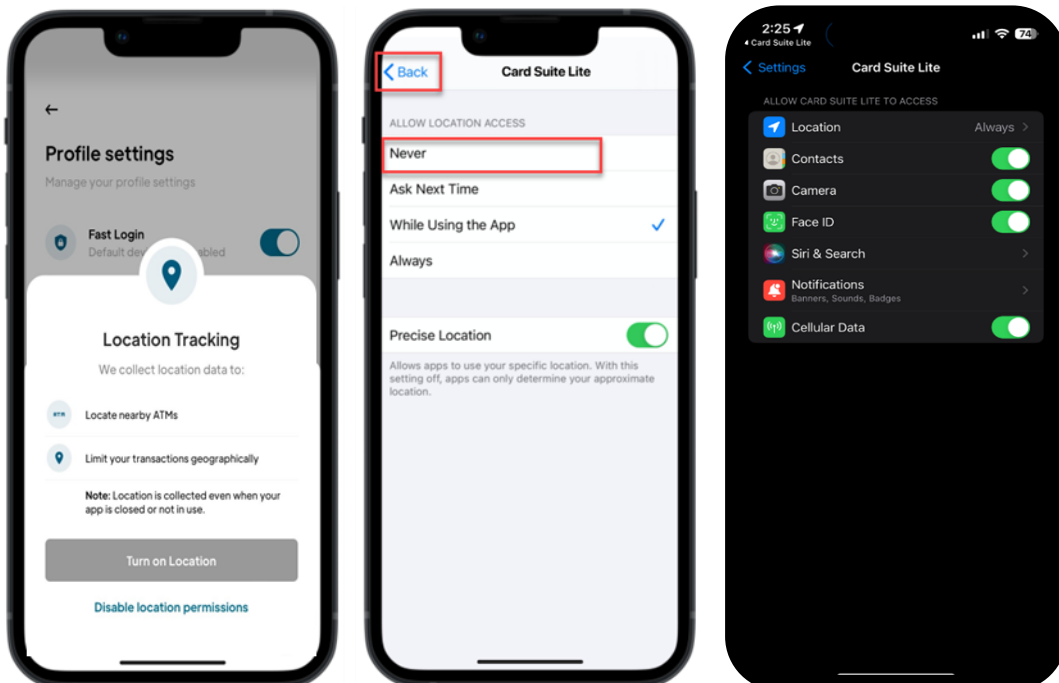 Profile settings
Manage your profile settings
Fast Login
Default dev
abled
Location Tracking
We collect location data to:
ATM
Locate nearby ATMs
Limit your transactions geographically
Note: Location is collected even when your
app is closed or not in use.
Turn on Location
Disable location permissions
Back
Card Suite Lite
ALLOW LOCATION ACCESS
Never
Ask Next Time
While Using the App
Always
Precise Location
Allows apps to use your specific location. With this
setting off, apps can only determine your approximate
location.
2:25
74
Card Suite Lite
Settings
Card Suite Lite
ALLOW CARD SUITE LITE TO ACCESS
Location
Always
Contacts
Camera
Face ID
Siri & Search
Notifications
Banners, Sounds, Badges
Cellular Data